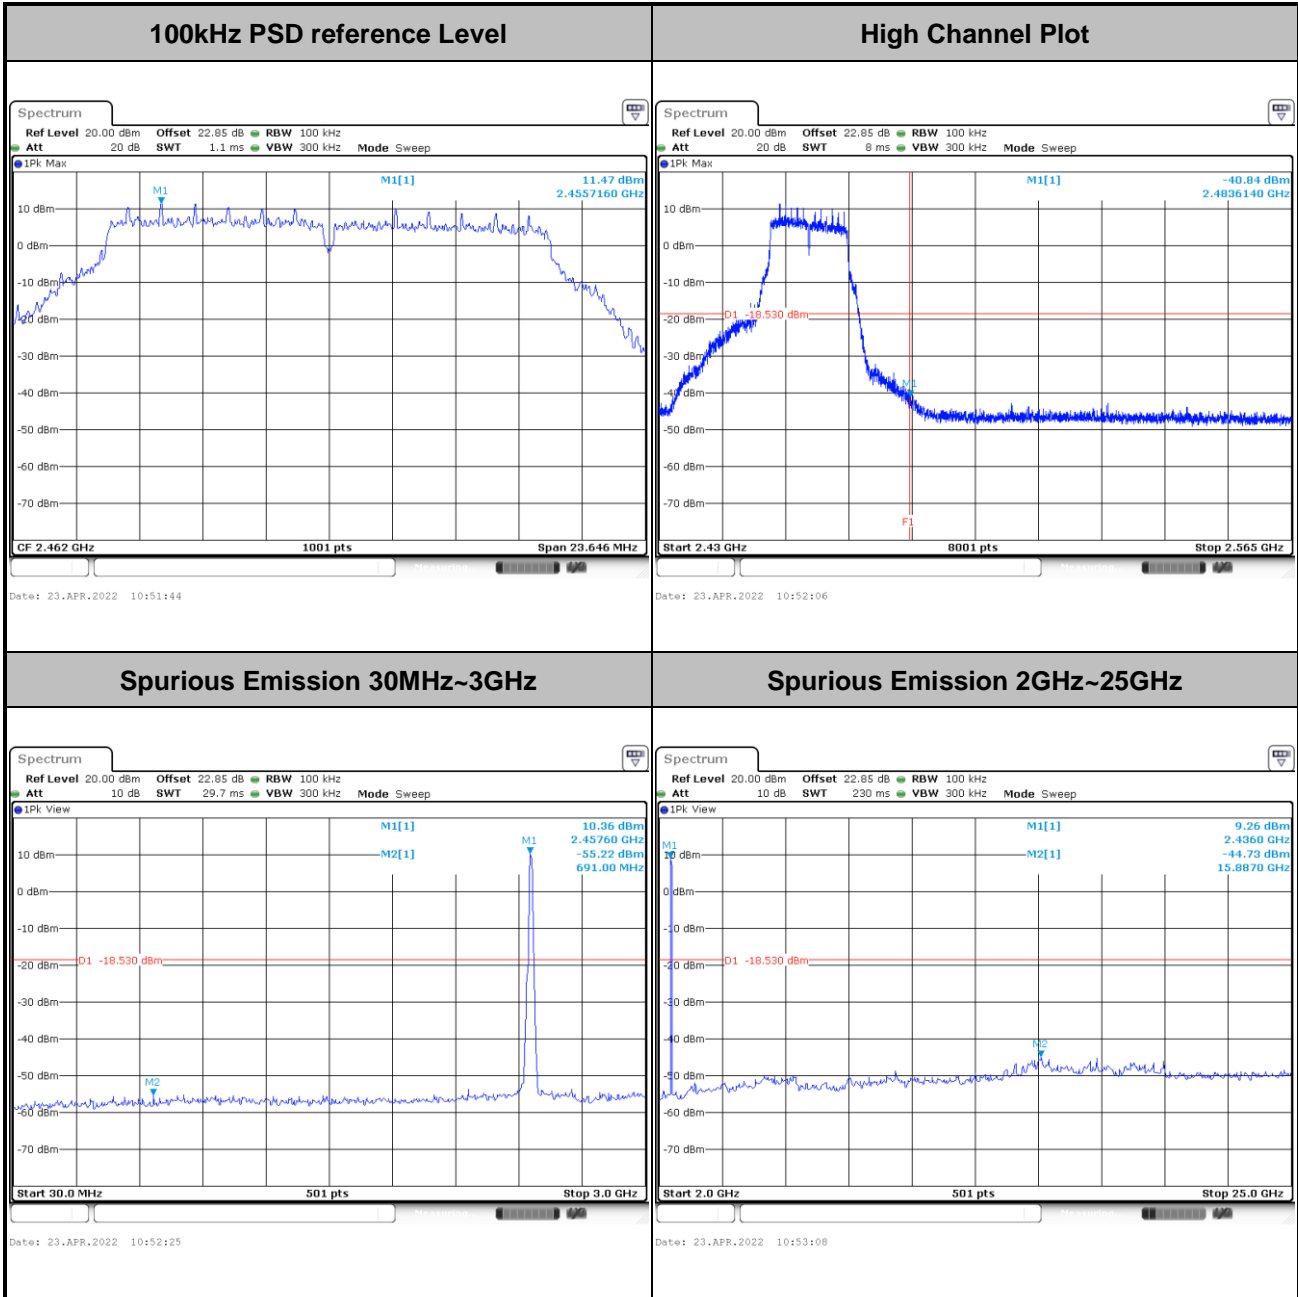 100kHz PSD reference Level
Spectrum
Ref Level 20.00 dBm Offset 22.85 dB RBW 100 kHz
Att 20 dB SWT 1.1 ms VBW 300 kHz Mode Sweep
1Pk Max
M1[1] 11.47 dBm
2.4557160 GHz
M1
10 dBm
0 dBm
-10 dBm
-20 dBm
-30 dBm
-40 dBm
-50 dBm
-60 dBm
-70 dBm
CF 2.462 GHz 1001 pts Span 23.646 MHz
Measuring
Date: 23.APR.2022 10:51:44
High Channel Plot
Spectrum
Ref Level 20.00 dBm Offset 22.85 dB RBW 100 kHz
Att 20 dB SWT 8 ms VBW 300 kHz Mode Sweep
1Pk Max
M1[1] -40.84 dBm
2.4836140 GHz
10 dBm
0 dBm
-10 dBm
D1 -18.530 dBm
-20 dBm
-30 dBm
M1
-40 dBm
-50 dBm
-60 dBm
-70 dBm
F1
Start 2.43 GHz 8001 pts Stop 2.565 GHz
Measuring
Date: 23.APR.2022 10:52:06
Spurious Emission 30MHz~3GHz
Spectrum
Ref Level 20.00 dBm Offset 22.85 dB RBW 100 kHz
Att 10 dB SWT 29.7 ms VBW 300 kHz Mode Sweep
1Pk View
M1[1] 10.36 dBm
2.45760 GHz
M1
10 dBm
M2[1] -55.22 dBm
691.00 MHz
0 dBm
-10 dBm
D1 -18.530 dBm
-20 dBm
-30 dBm
-40 dBm
-50 dBm
M2
-60 dBm
-70 dBm
Start 30.0 MHz 501 pts Stop 3.0 GHz
Measuring
Date: 23.APR.2022 10:52:25
Spurious Emission 2GHz~25GHz
Spectrum
Ref Level 20.00 dBm Offset 22.85 dB RBW 100 kHz
Att 10 dB SWT 230 ms VBW 300 kHz Mode Sweep
1Pk View
M1[1] 9.26 dBm
2.4360 GHz
M1
10 dBm
M2[1] -44.73 dBm
15.8870 GHz
0 dBm
-10 dBm
D1 -18.530 dBm
-20 dBm
-30 dBm
-40 dBm
M2
-50 dBm
-60 dBm
-70 dBm
Start 2.0 GHz 501 pts Stop 25.0 GHz
Measuring
Date: 23.APR.2022 10:53:08